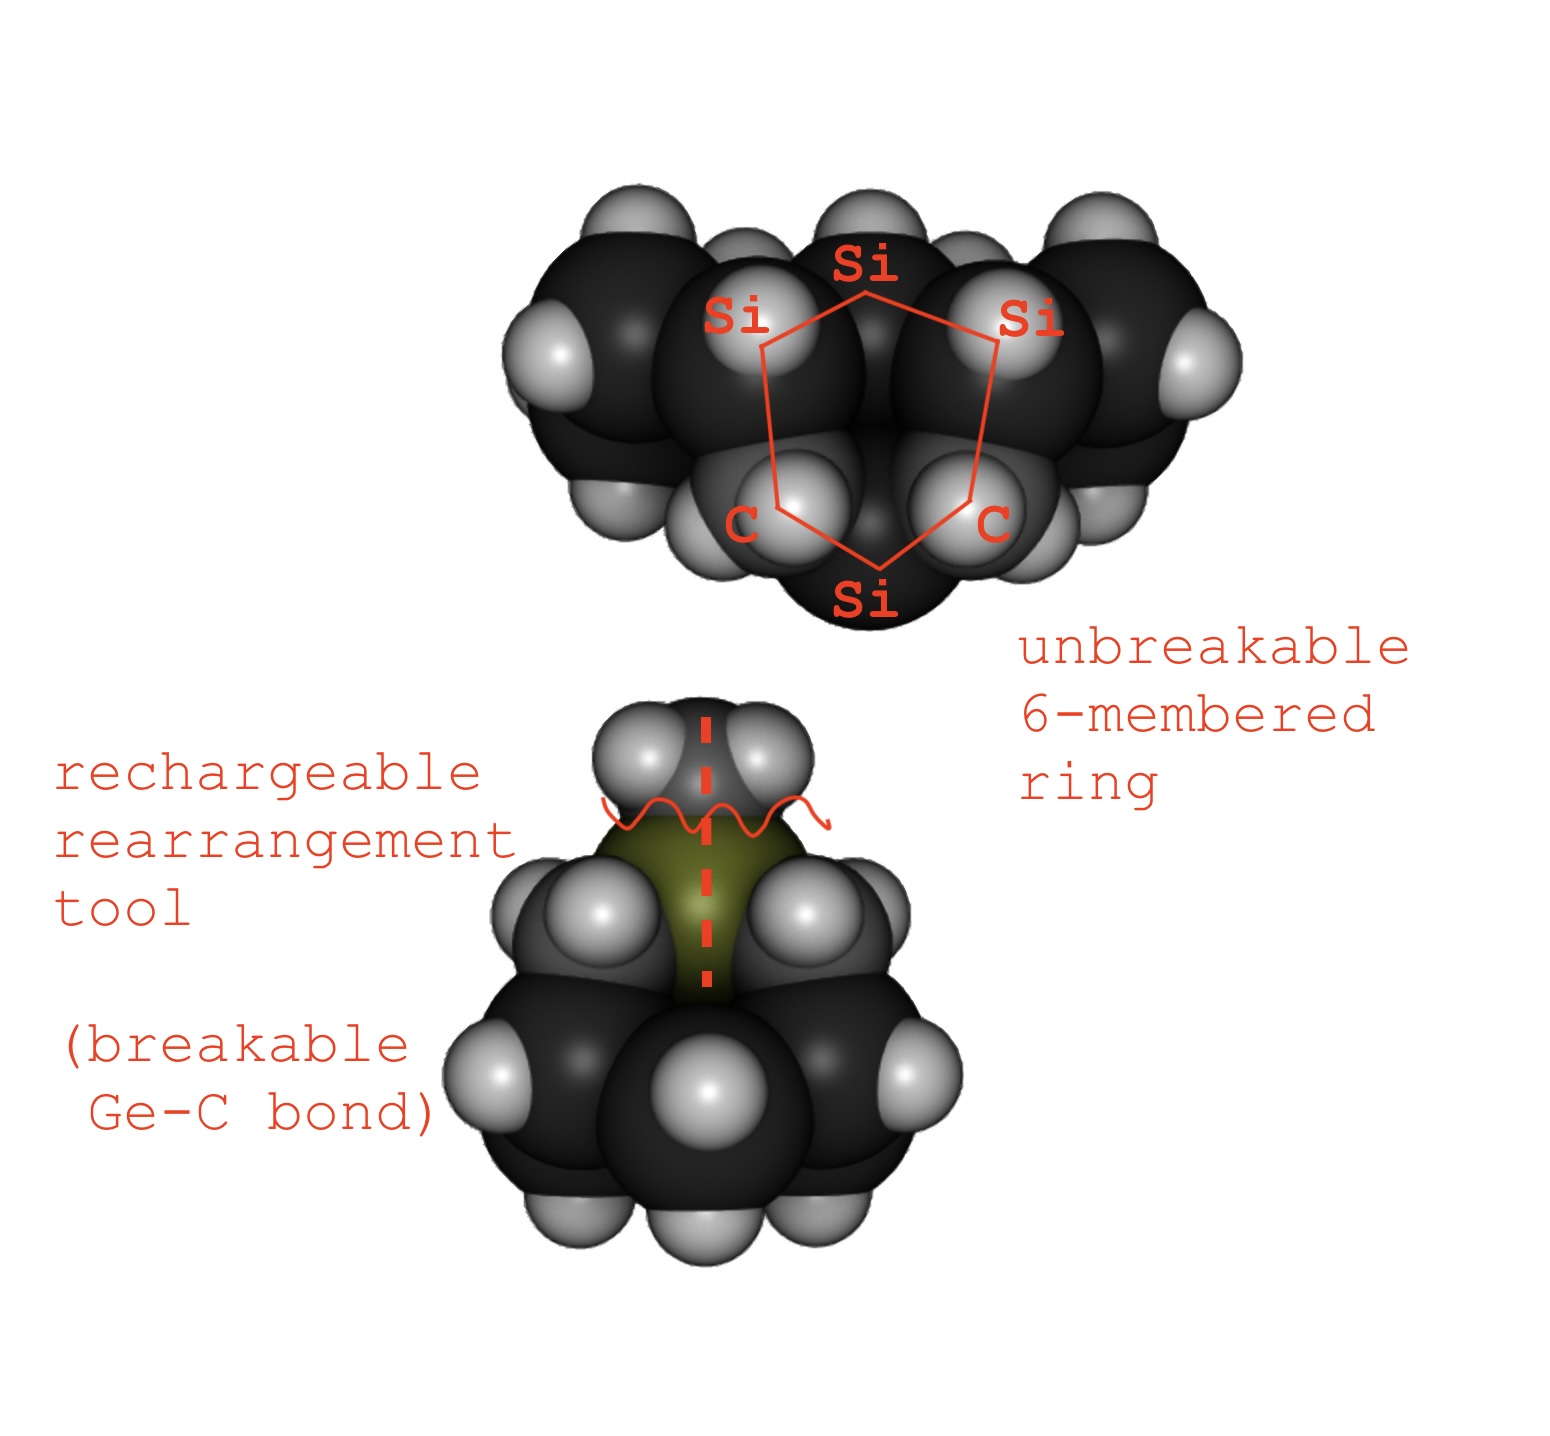 Si
Si
Si
C
C
Si
unbreakable
6-membered
ring
rechargeable
rearrangement
tool
(breakable
Ge-C bond)